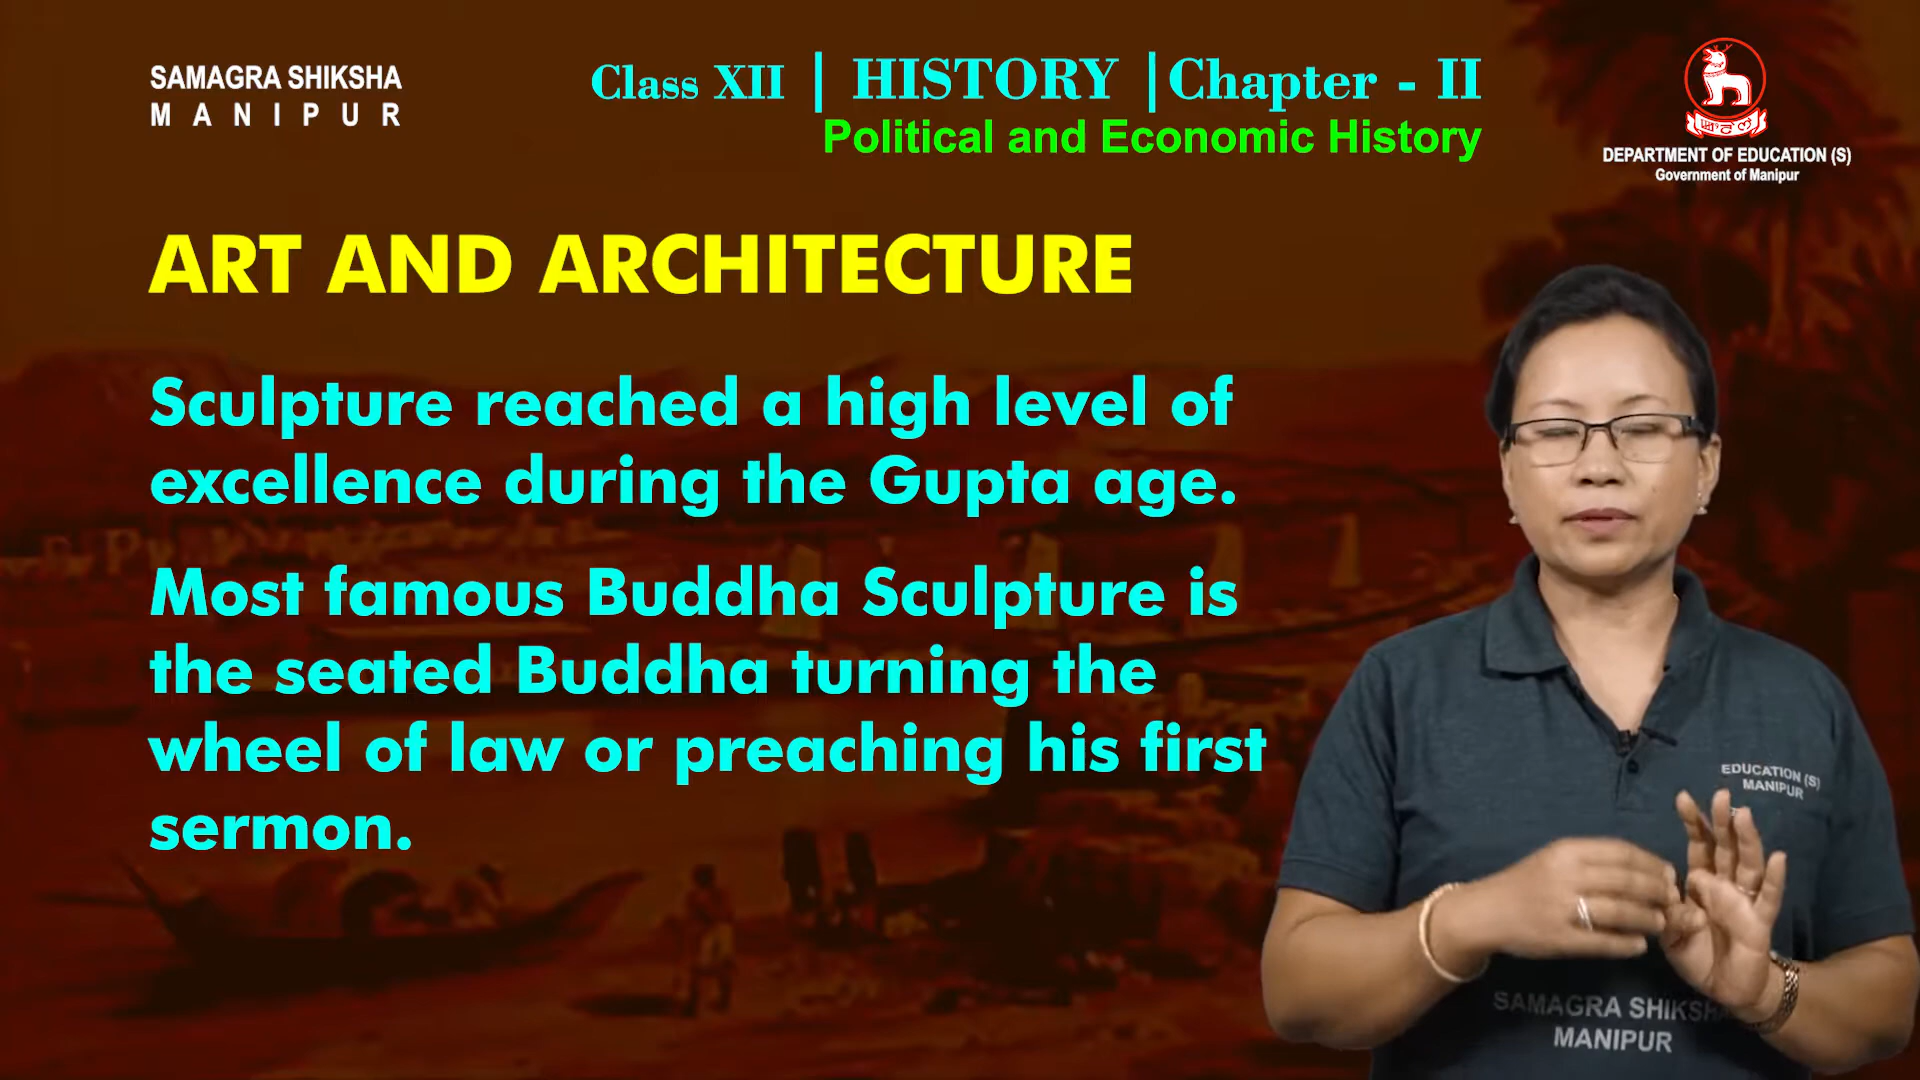 SAMAGRA SHIKSHA
MANIPUR
Class XII | HISTORY |Chapter - II
Political and Economic History
DEPARTMENT OF EDUCATION (S)
Government of Manipur
ART AND ARCHITECTURE
Sculpture reached a high level of
excellence during the Gupta age.
Most famous Buddha Sculpture is
the seated Buddha turning the
wheel of law or preaching his first
sermon.
EDUCATION (S)
MANIPUR
SAMAGRA SHIKSHA
MANIPUR